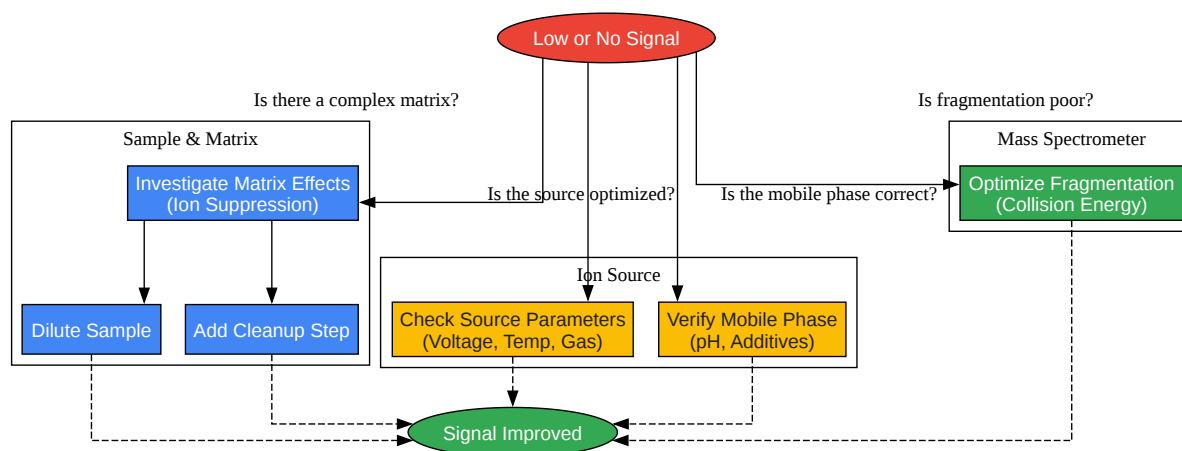 Low or No Signal
Is there a complex matrix?
Is fragmentation poor?
Sample & Matrix
Mass Spectrometer
Investigate Matrix Effects
(Ion Suppression)
Is the source optimized?
Is the mobile phase correct?
Optimize Fragmentation
(Collision Energy)
Ion Source
Dilute Sample
Add Cleanup Step
Check Source Parameters
(Voltage, Temp, Gas)
Verify Mobile Phase
(pH, Additives)
Signal Improved